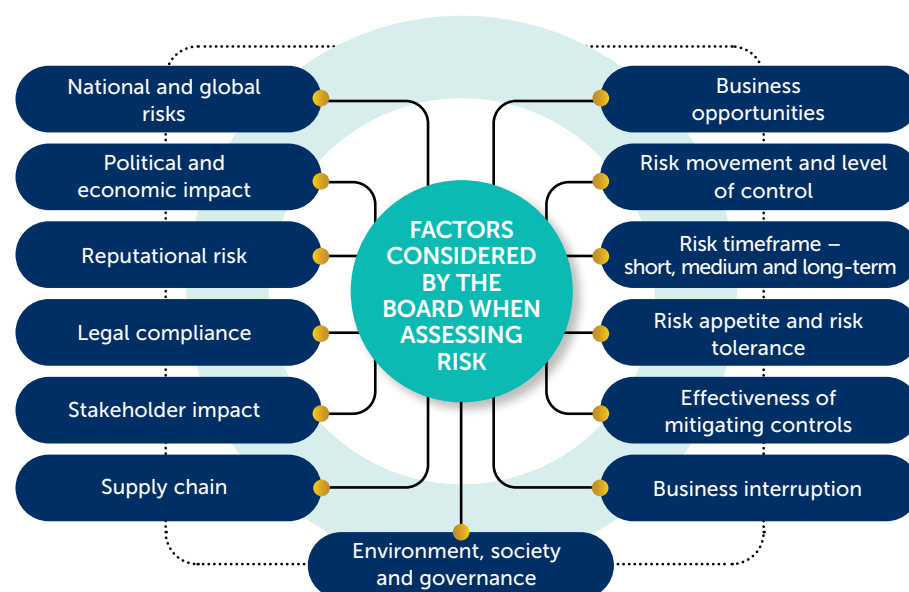 National and global
risks
Political and
economic impact
Reputational risk
Legal compliance
Stakeholder impact
Supply chain
FACTORS
CONSIDERED
BY THE
BOARD WHEN
ASSESSING
RISK
Business
opportunities
Risk movement and level
of control
Risk timeframe –
short, medium and long-term
Risk appetite and risk
tolerance
Effectiveness of
mitigating controls
Business interruption
Environment, society
and governance